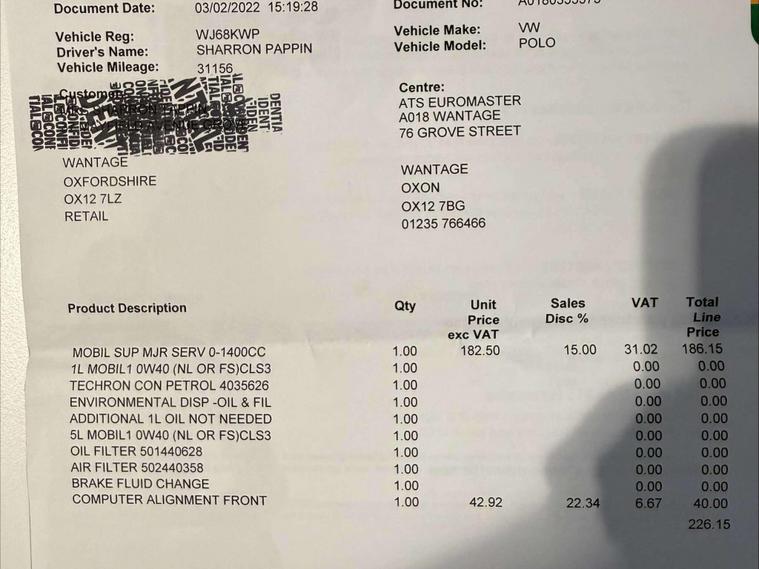 Document Date: 03/02/2022 15:19:28
Document No:
Vehicle Reg: WJ68KWP
Driver's Name: SHARRON PAPPIN
Vehicle Mileage: 31156
Vehicle Make: VW
Vehicle Model: POLO
Customer
WANTAGE
OXFORDSHIRE
OX12 7LZ
RETAIL
Centre:
ATS EUROMASTER
A018 WANTAGE
76 GROVE STREET
WANTAGE
OXON
OX12 7BG
01235 766466
Product Description Qty Unit Price exc VAT Sales Disc % VAT Total Line Price
MOBIL SUP MJR SERV 0-1400CC 1.00 182.50 15.00 31.02 186.15
1L MOBIL1 0W40 (NL OR FS)CLS3 1.00 0.00 0.00
TECHRON CON PETROL 4035626 1.00 0.00 0.00
ENVIRONMENTAL DISP -OIL & FIL 1.00 0.00 0.00
ADDITIONAL 1L OIL NOT NEEDED 1.00 0.00 0.00
5L MOBIL1 0W40 (NL OR FS)CLS3 1.00 0.00 0.00
OIL FILTER 501440628 1.00 0.00 0.00
AIR FILTER 502440358 1.00 0.00 0.00
BRAKE FLUID CHANGE 1.00 0.00 0.00
COMPUTER ALIGNMENT FRONT 1.00 42.92 22.34 6.67 40.00
226.15